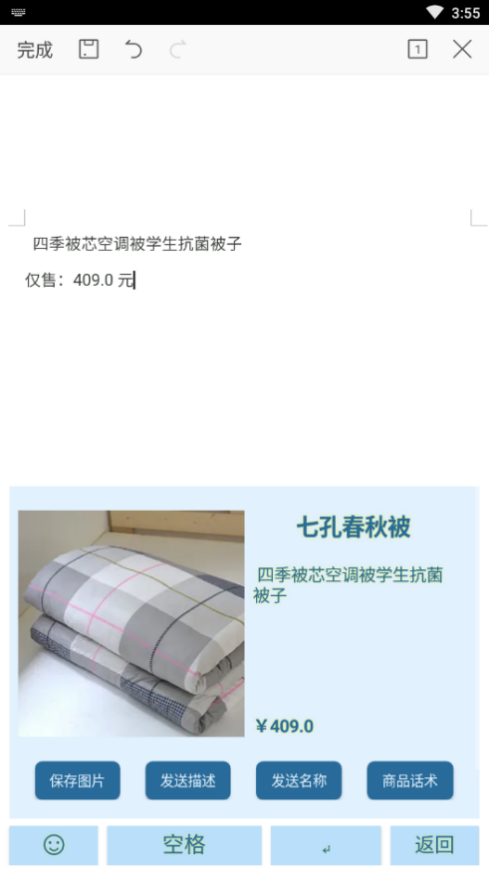 3:55
完成
1
四季被芯空调被学生抗菌被子
仅售：409.0 元
七孔春秋被
四季被芯空调被学生抗菌
被子
￥409.0
保存图片 发送描述 发送名称 商品话术
空格 返回